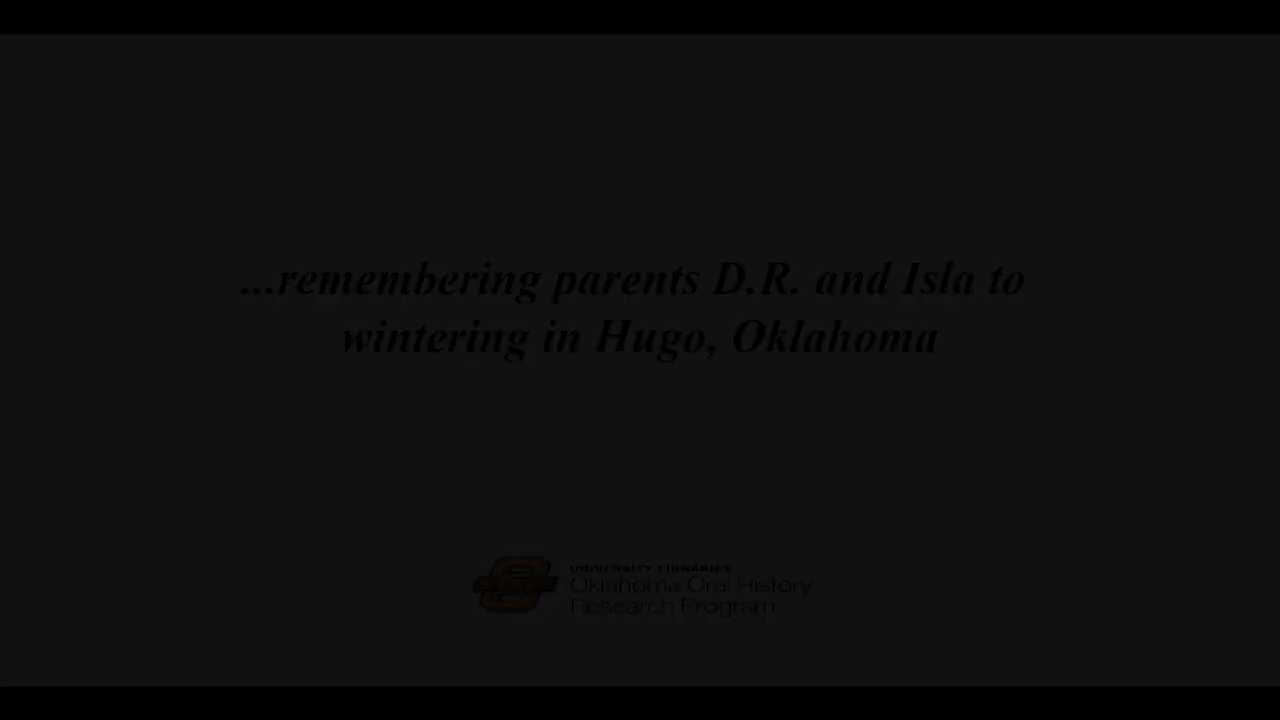 ...remembering parents D.R. and Isla to
wintering in Hugo, Oklahoma
UNIVERSITY LIBRARIES
Oklahoma Oral History
Research Program